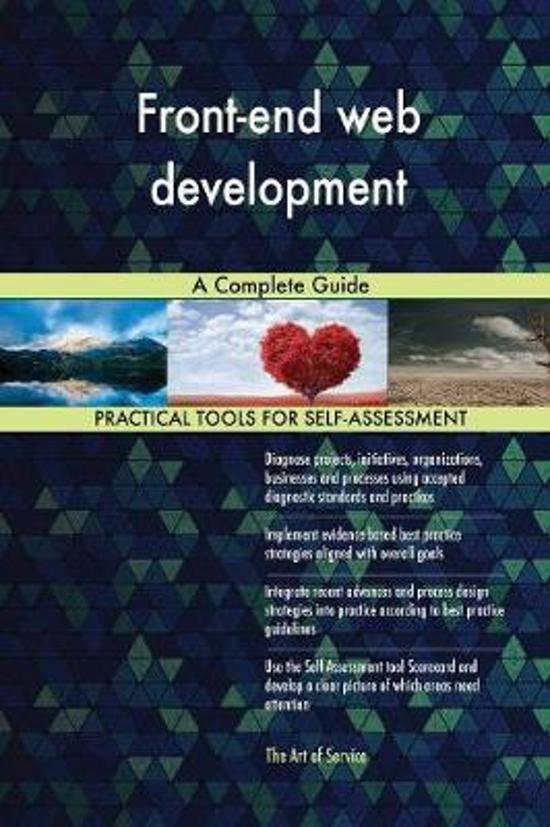 Front-end web
development
A Complete Guide
PRACTICAL TOOLS FOR SELF-ASSESSMENT
Diagnose projects, initiatives, organizations,
businesses and processes using accepted
diagnostic standards and practices
Implement evidence-based best practice
strategies aligned with overall goals
Integrate recent advances and process design
strategies into practice according to best practice
guidelines
Use the Self-Assessment tool Scorecard and
develop a clear picture of which areas need
attention
The Art of Service